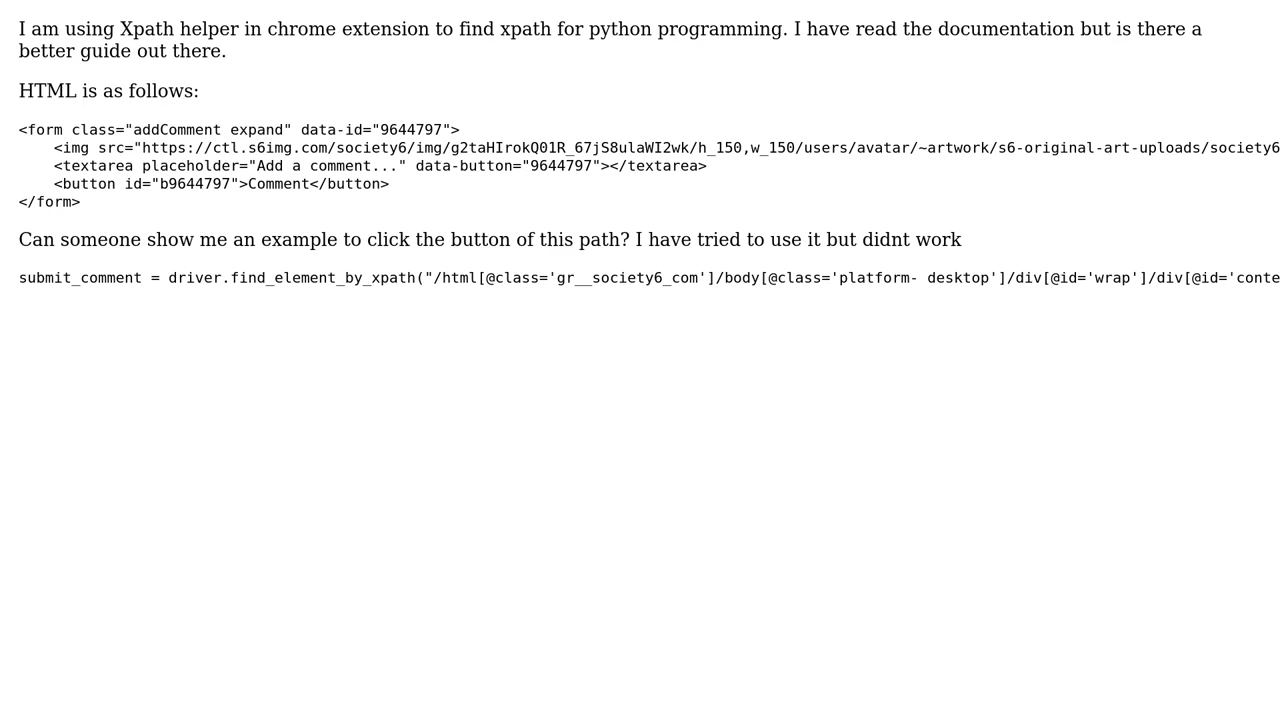 I am using Xpath helper in chrome extension to find xpath for python programming. I have read the documentation but is there a
better guide out there.
HTML is as follows:
<form class="addComment expand" data-id="9644797">
    <img src="https://ctl.s6img.com/society6/img/g2taHIrokQ01R_67jS8ulaWI2wk/h_150,w_150/users/avatar/~artwork/s6-original-art-uploads/society6
    <textarea placeholder="Add a comment..." data-button="9644797"></textarea>
    <button id="b9644797">Comment</button>
</form>
Can someone show me an example to click the button of this path? I have tried to use it but didnt work
submit_comment = driver.find_element_by_xpath("/html[@class='gr__society6_com']/body[@class='platform- desktop']/div[@id='wrap']/div[@id='conte